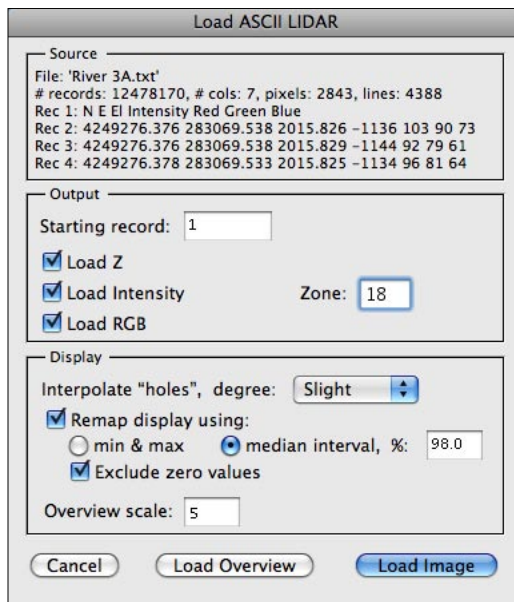 Load ASCII LIDAR
Source
File: 'River 3A.txt'
# records: 12478170, # cols: 7, pixels: 2843, lines: 4388
Rec 1: N E El Intensity Red Green Blue
Rec 2: 4249276.376 283069.538 2015.826 -1136 103 90 73
Rec 3: 4249276.376 283068.538 2015.829 -1144 92 79 61
Rec 4: 4249276.378 283069.533 2015.825 -1134 96 81 64
Output
Starting record: 1
Load Z
Load Intensity Zone: 18
Load RGB
Display
Interpolate “holes”, degree: Slight
Remap display using:
min & max median interval, %: 98.0
Exclude zero values
Overview scale: 5
Cancel Load Overview Load Image